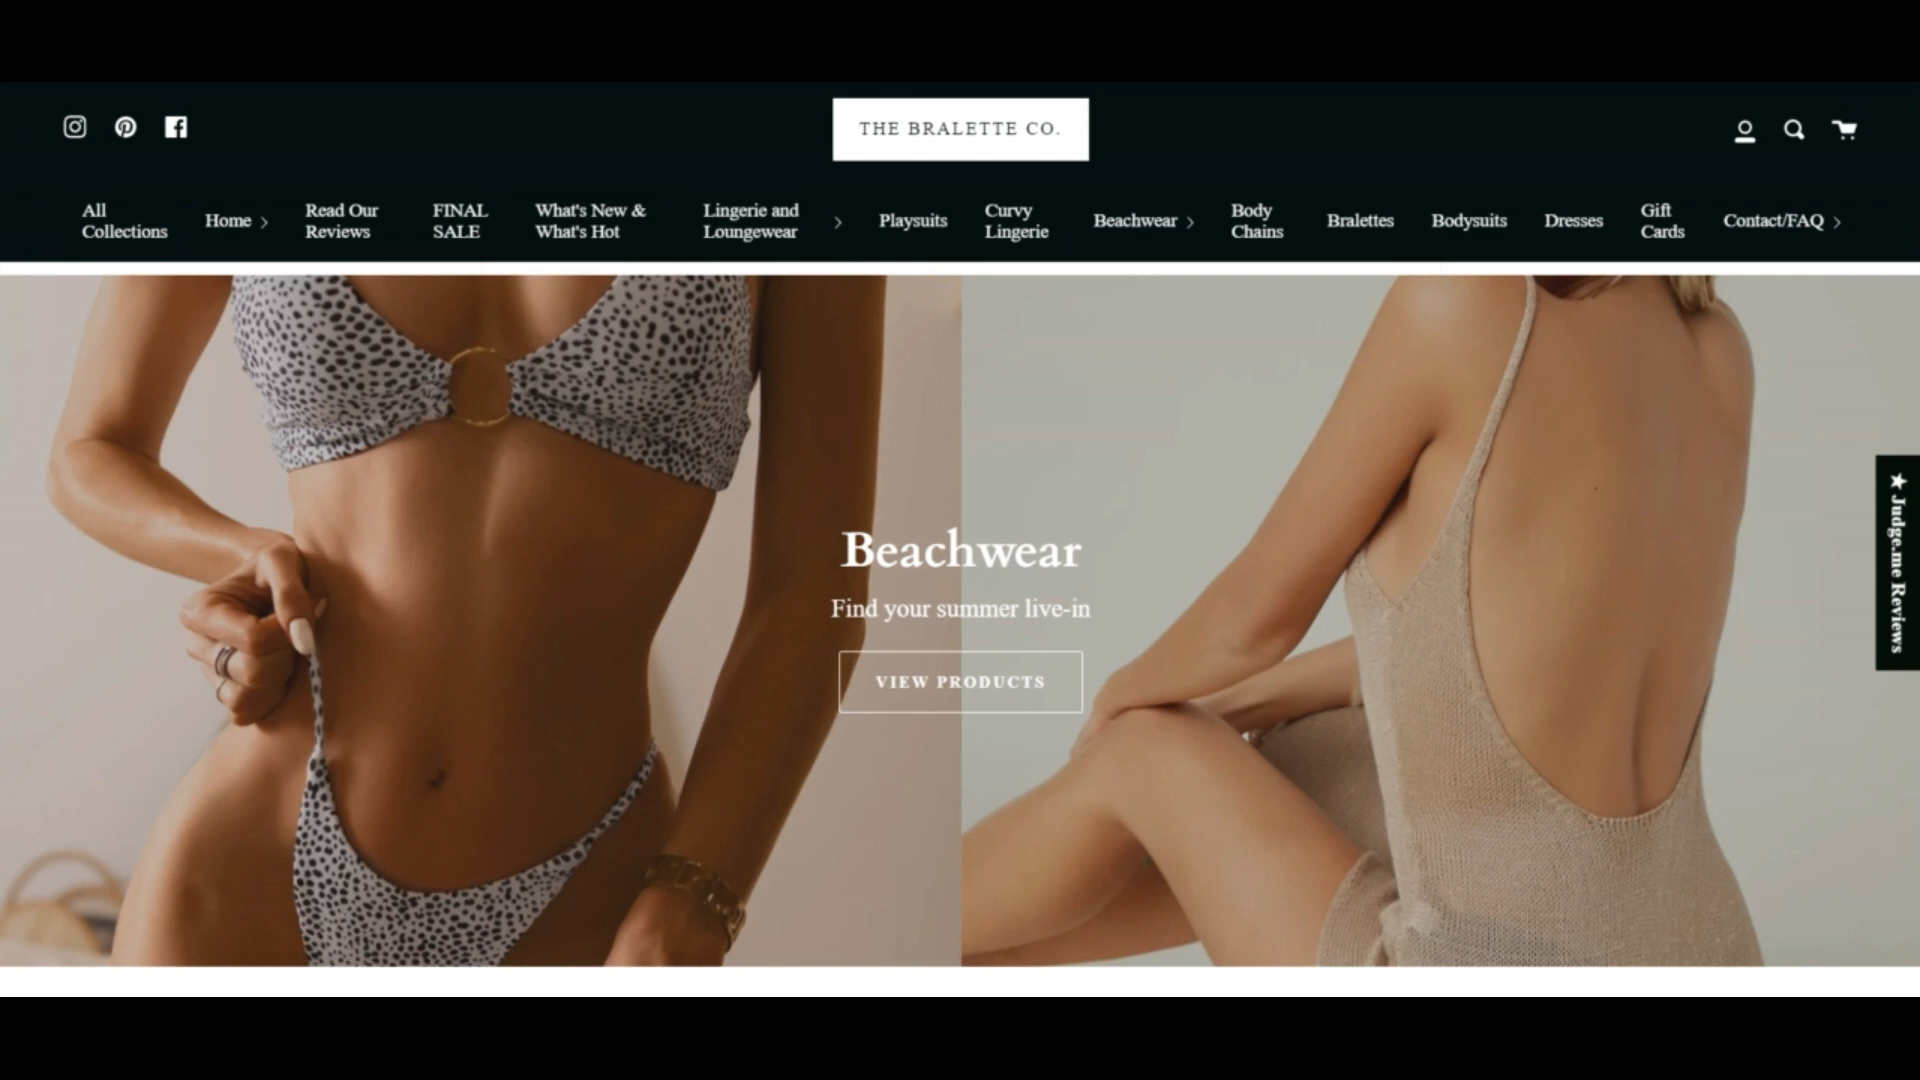 THE BRALETTE CO.
All Collections
Home
Read Our Reviews
FINAL SALE
What's New & What's Hot
Lingerie and Loungewear
Playsuits
Curvy Lingerie
Beachwear
Body Chains
Bralettes
Bodysuits
Dresses
Gift Cards
Contact/FAQ
Beachwear
Find your summer live-in
VIEW PRODUCTS
★ Judge.me Reviews